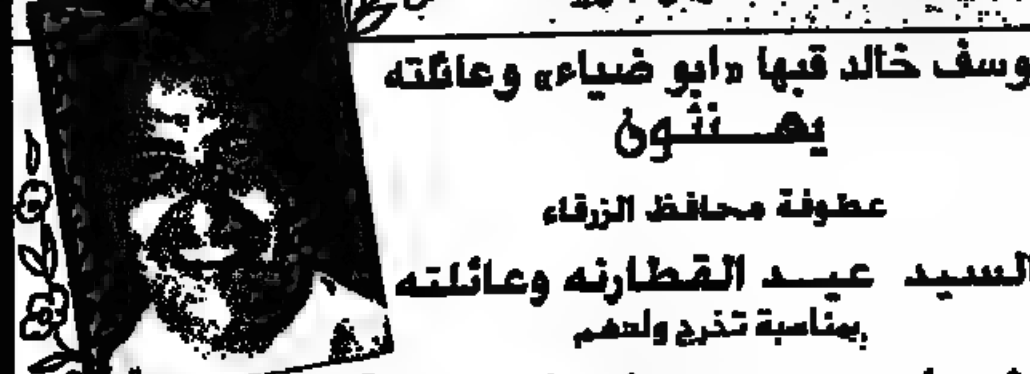 وسف خالد قبها «ابو ضياء» وعائلته
يهنئون
عطوفة محافظ الزرقاء
السيد عيد القطارنه وعائلته
بمناسبة تخرج ولدهم